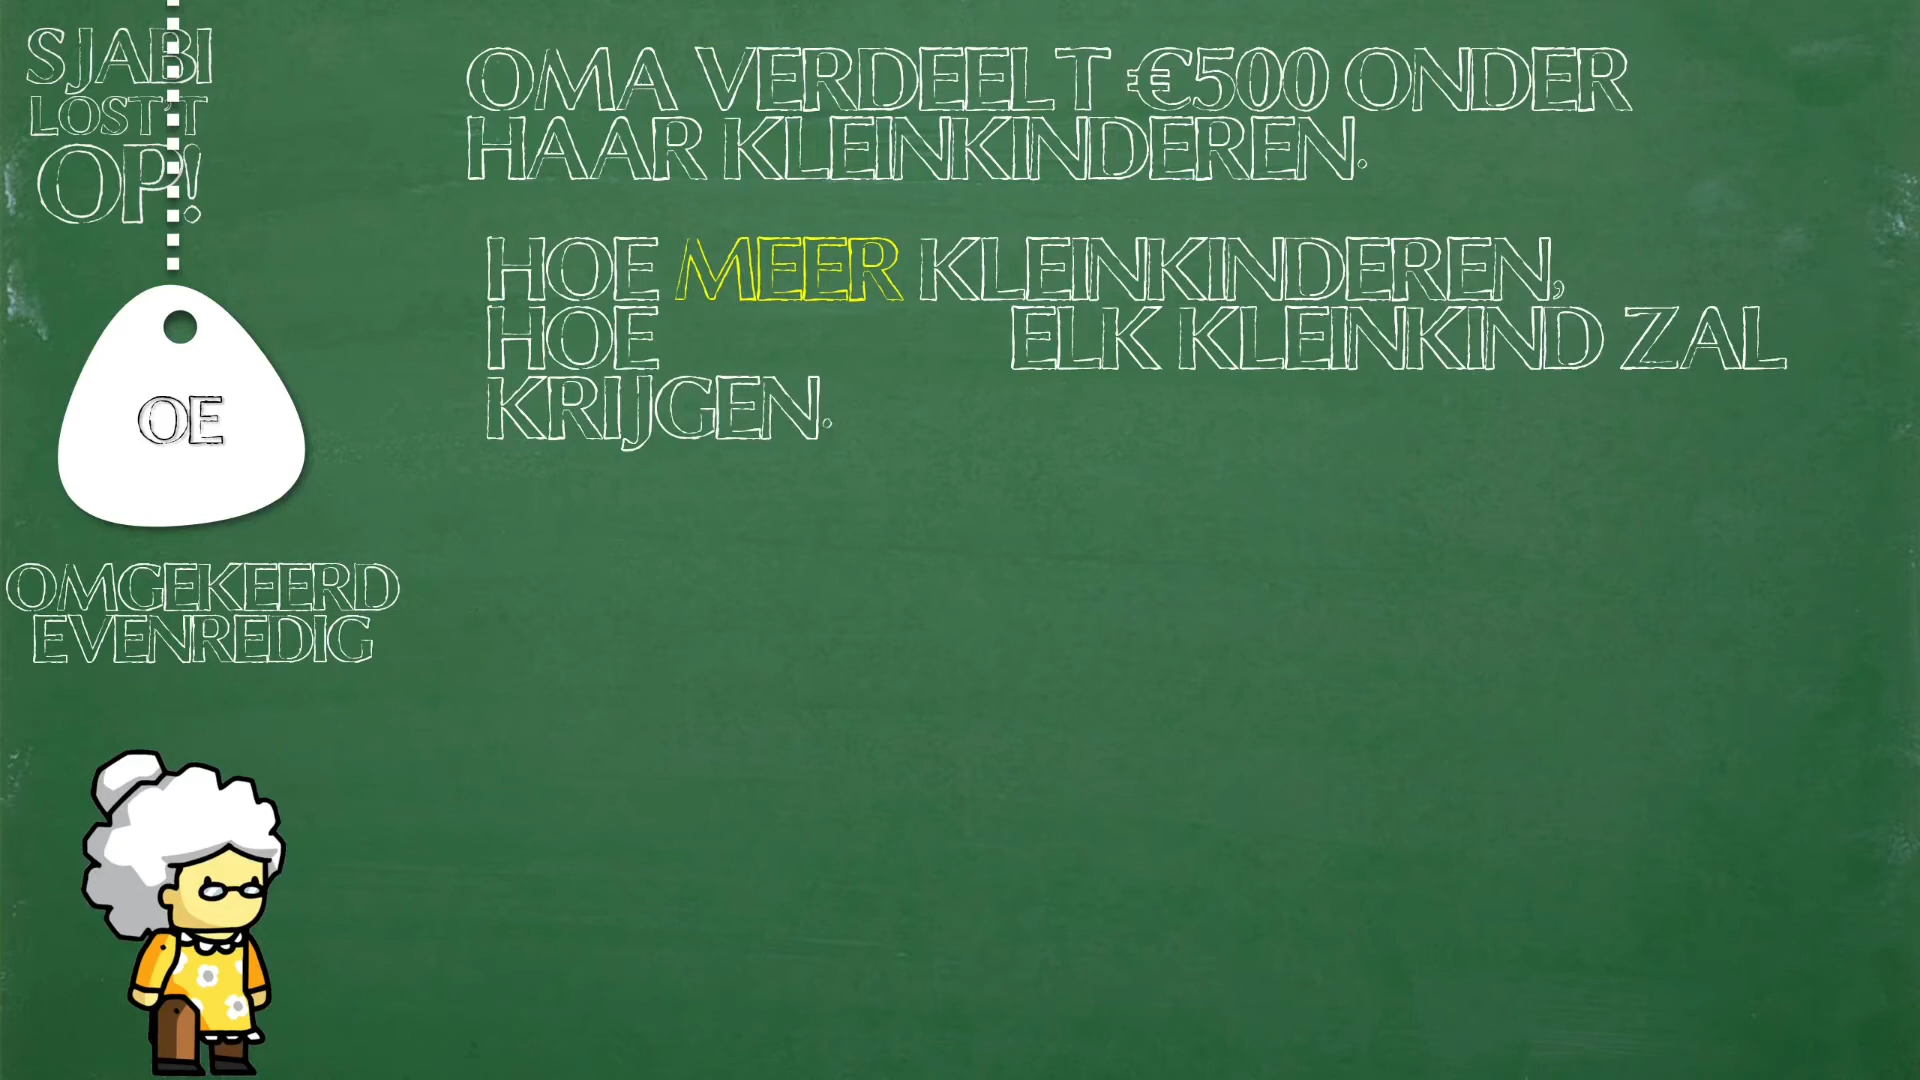 SJABI
LOST'T
OP!
OMA VERDEELT €500 ONDER
HAAR KLEINKINDEREN.
HOE MEER KLEINKINDEREN,
HOE ELK KLEINKIND ZAL
KRIJGEN.
OE
OMGEKEERD
EVENREDIG